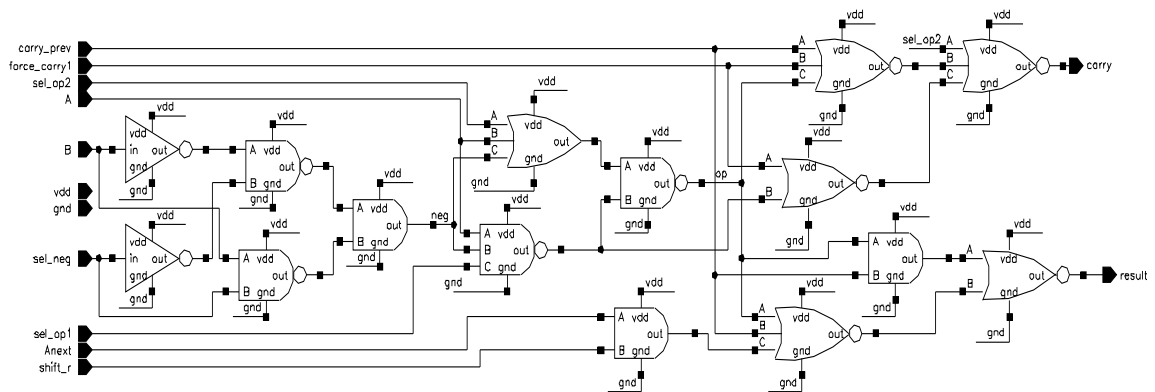 vdd vdd
carry_prev A vdd out sel_op2 A vdd out carry
force_carry1 B B
sel_op2 C gnd C gnd
A vdd gnd gnd
vdd vdd A vdd vdd vdd
B vdd in out gnd A vdd out B gnd B out C gnd A vdd out op A out
vdd gnd B gnd gnd B gnd B gnd
gnd gnd vdd A vdd out neg vdd gnd vdd
vdd vdd B gnd A vdd out gnd A vdd out vdd
sel_neg vdd in out gnd A vdd out gnd B B gnd A vdd out result
gnd B gnd C gnd vdd gnd vdd B gnd
sel_op1 gnd gnd A vdd out A vdd out gnd
Anext B gnd B
shift_r gnd C gnd
gnd